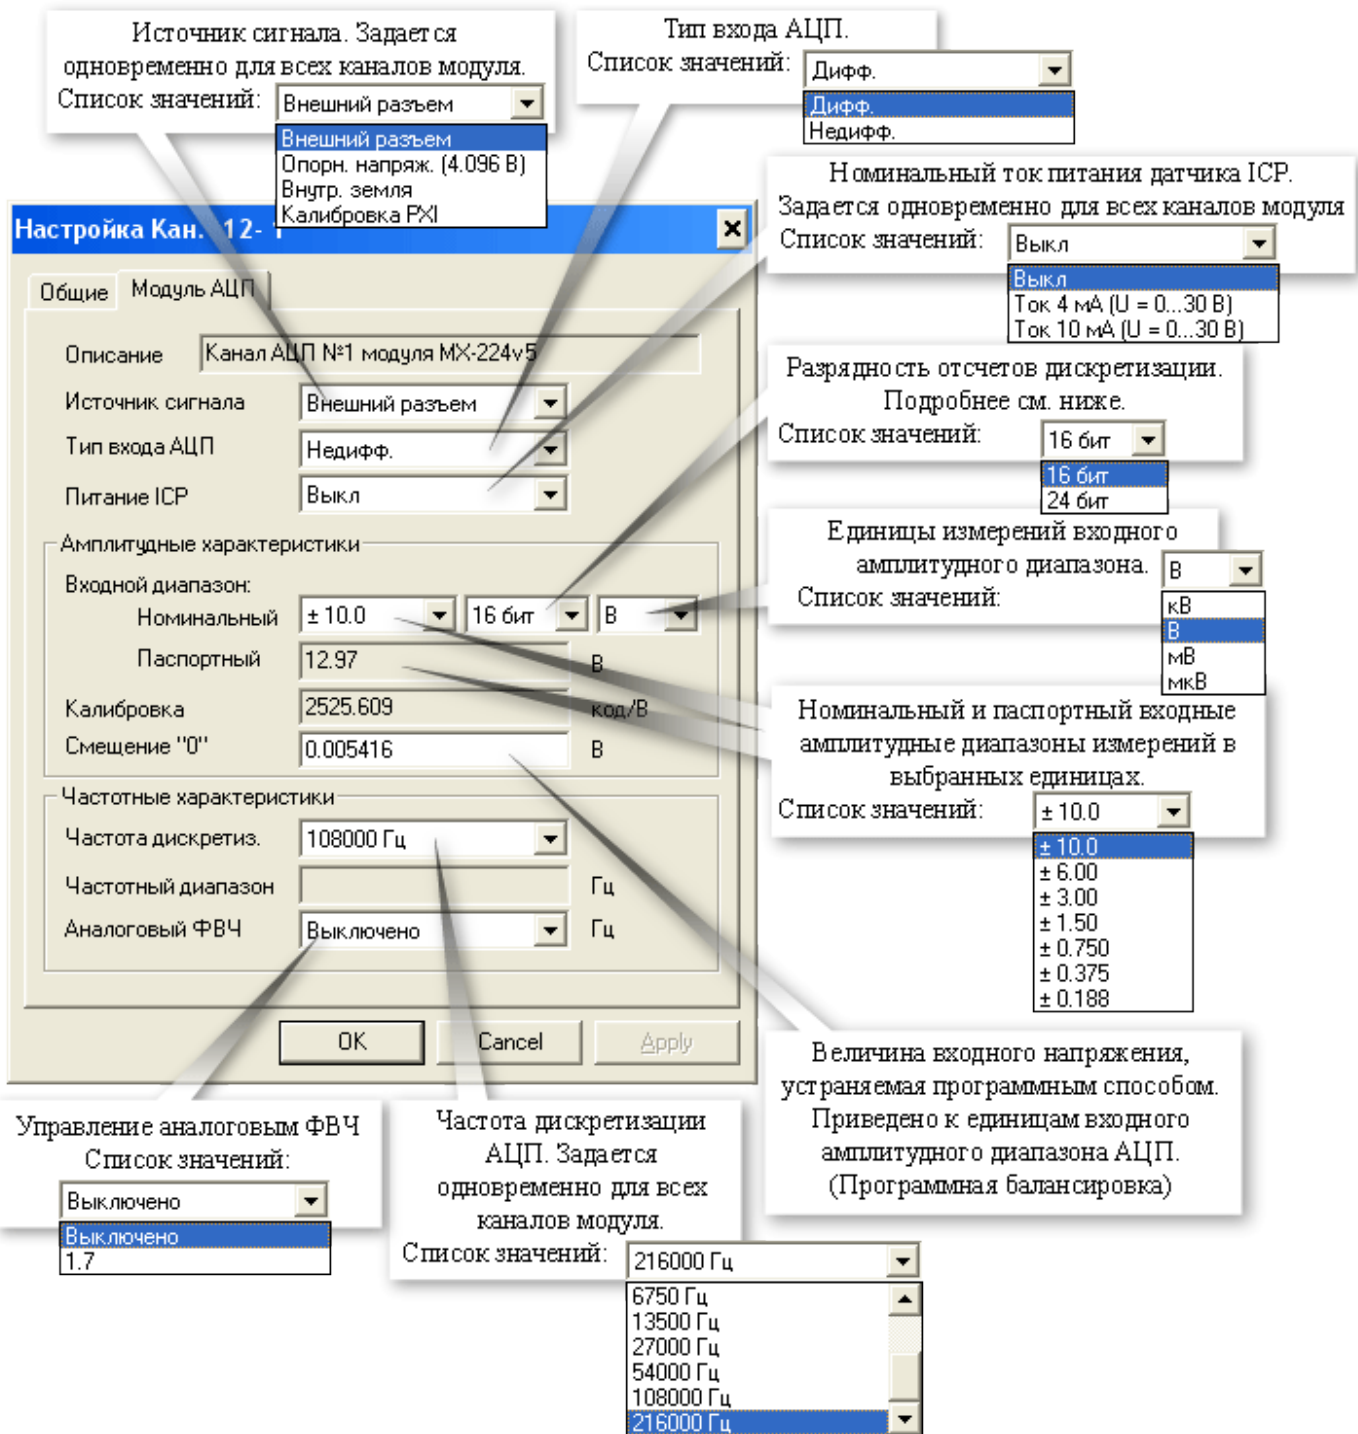 Источник сигнала. Задается
одновременно для всех каналов модуля.
Список значений:
Внешний разъем
Внешний разъем
Опорн. напряж. (4.096 В)
Внутр. земля
Калибровка PXI
Тип входа АЦП.
Список значений:
Дифф.
Дифф.
Недифф.
Номинальный ток питания датчика ICP.
Задается одновременно для всех каналов модуля
Список значений:
Выкл
Выкл
Ток 4 мА (U = 0...30 В)
Ток 10 мА (U = 0...30 В)
Настройка Кан. 12- 1
Общие
Модуль АЦП
Описание
Канал АЦП №1 модуля MX-224v5
Источник сигнала
Внешний разъем
Тип входа АЦП
Недифф.
Питание ICP
Выкл
Амплитудные характеристики
Входной диапазон:
Номинальный
± 10.0
16 бит
В
Паспортный
12.97
В
Калибровка
2525.609
код/В
Смещение "0"
0.005416
В
Частотные характеристики
Частота дискретиз.
108000 Гц
Частотный диапазон
Гц
Аналоговый ФВЧ
Выключено
Гц
OK
Cancel
Apply
Разрядность отсчетов дискретизации.
Подробнее см. ниже.
Список значений:
16 бит
16 бит
24 бит
Единицы измерений входного
амплитудного диапазона.
Список значений:
В
кВ
В
мВ
мкВ
Номинальный и паспортный входные
амплитудные диапазоны измерений в
выбранных единицах.
Список значений:
± 10.0
± 10.0
± 6.00
± 3.00
± 1.50
± 0.750
± 0.375
± 0.188
Величина входного напряжения,
устраняемая программным способом.
Приведено к единицам входного
амплитудного диапазона АЦП.
(Программная балансировка)
Управление аналоговым ФВЧ
Список значений:
Выключено
Выключено
1.7
Частота дискретизации
АЦП. Задается
одновременно для всех
каналов модуля.
Список значений:
216000 Гц
6750 Гц
13500 Гц
27000 Гц
54000 Гц
108000 Гц
216000 Гц